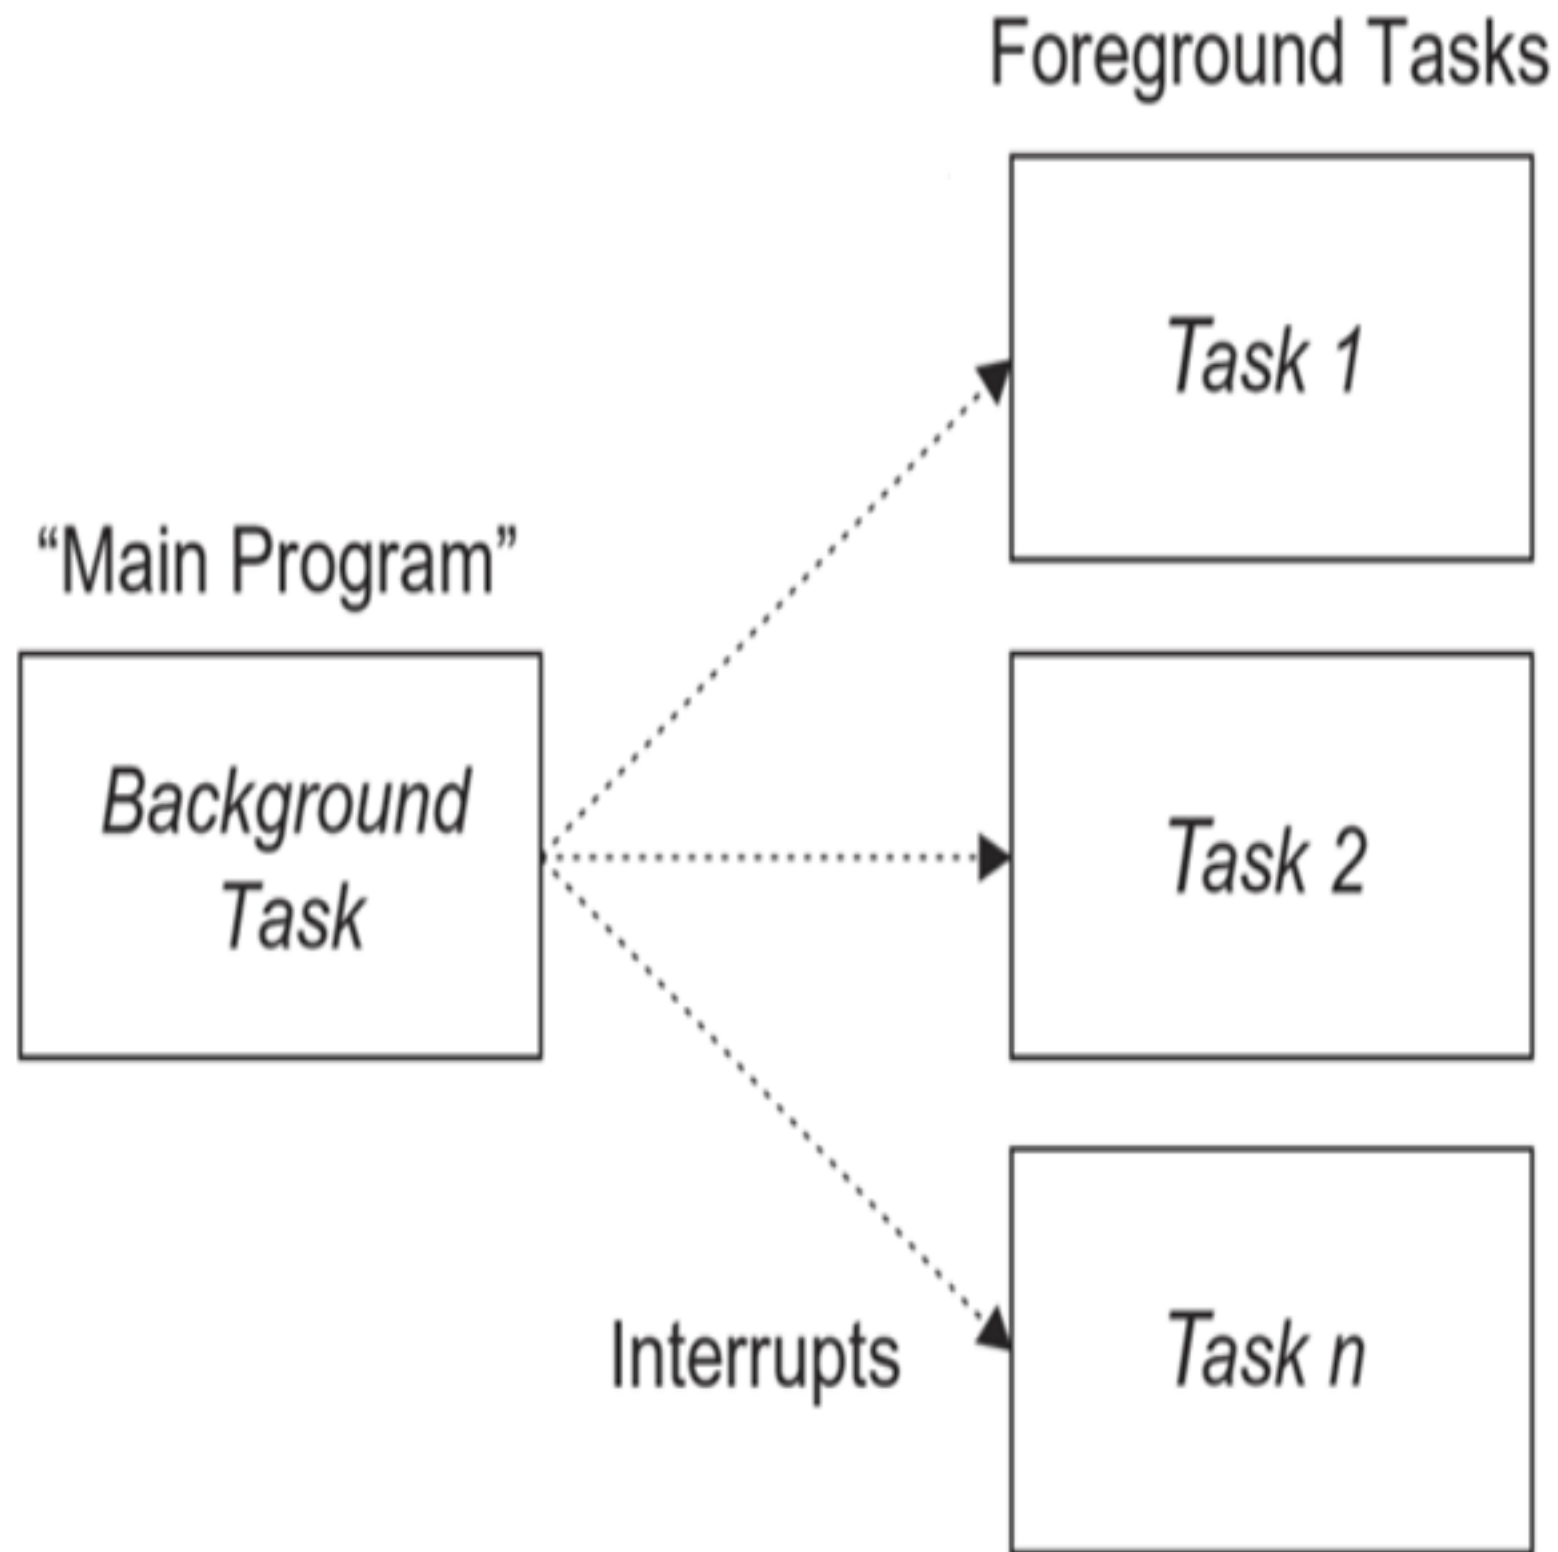 Foreground Tasks
Task 1
“Main Program”
Background
Task
Task 2
Interrupts
Task n